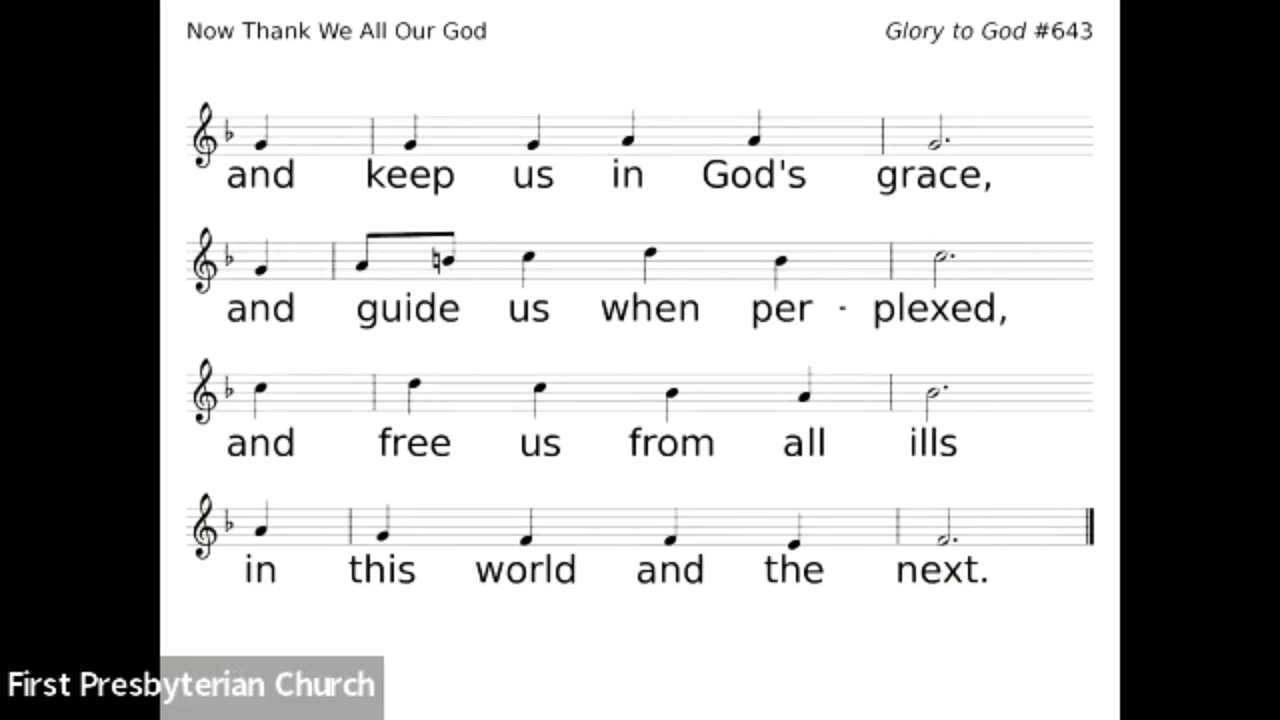 Now Thank We All Our God
Glory to God #643
and keep us in God's grace,
and guide us when per - plexed,
and free us from all ills
in this world and the next.
First Presbyterian Church